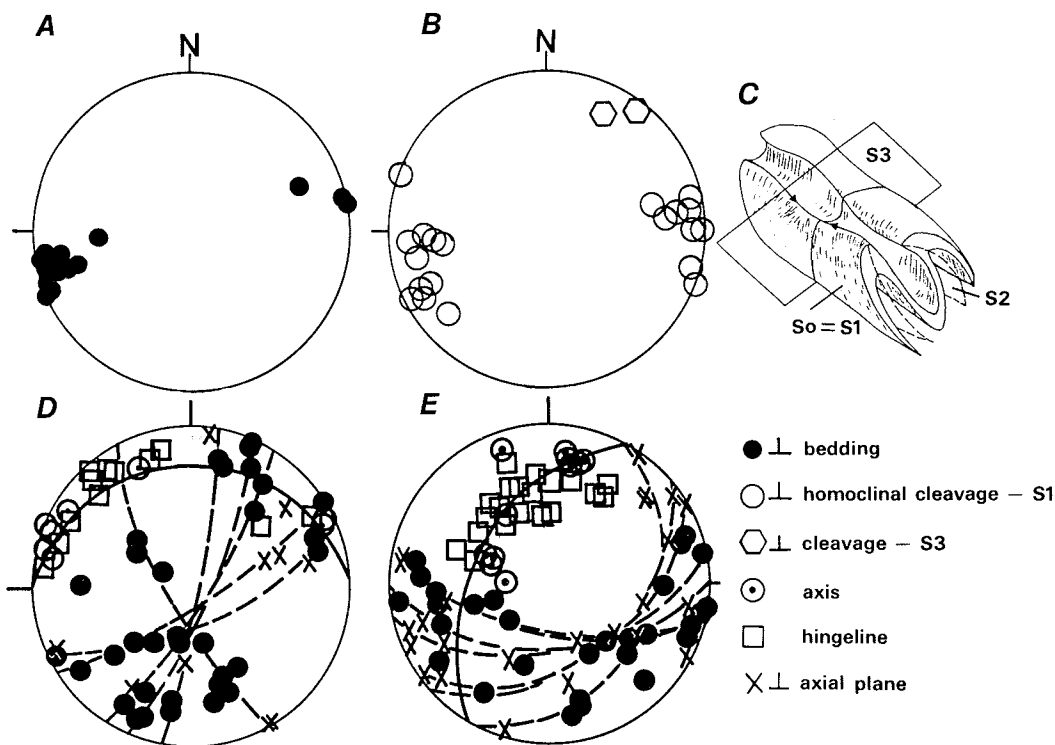 A
B
N
N
C
S3
S2
So = S1
D
E
⊥ bedding
⊥ homoclinal cleavage – S1
⊥ cleavage – S3
axis
hingeline
⊥ axial plane